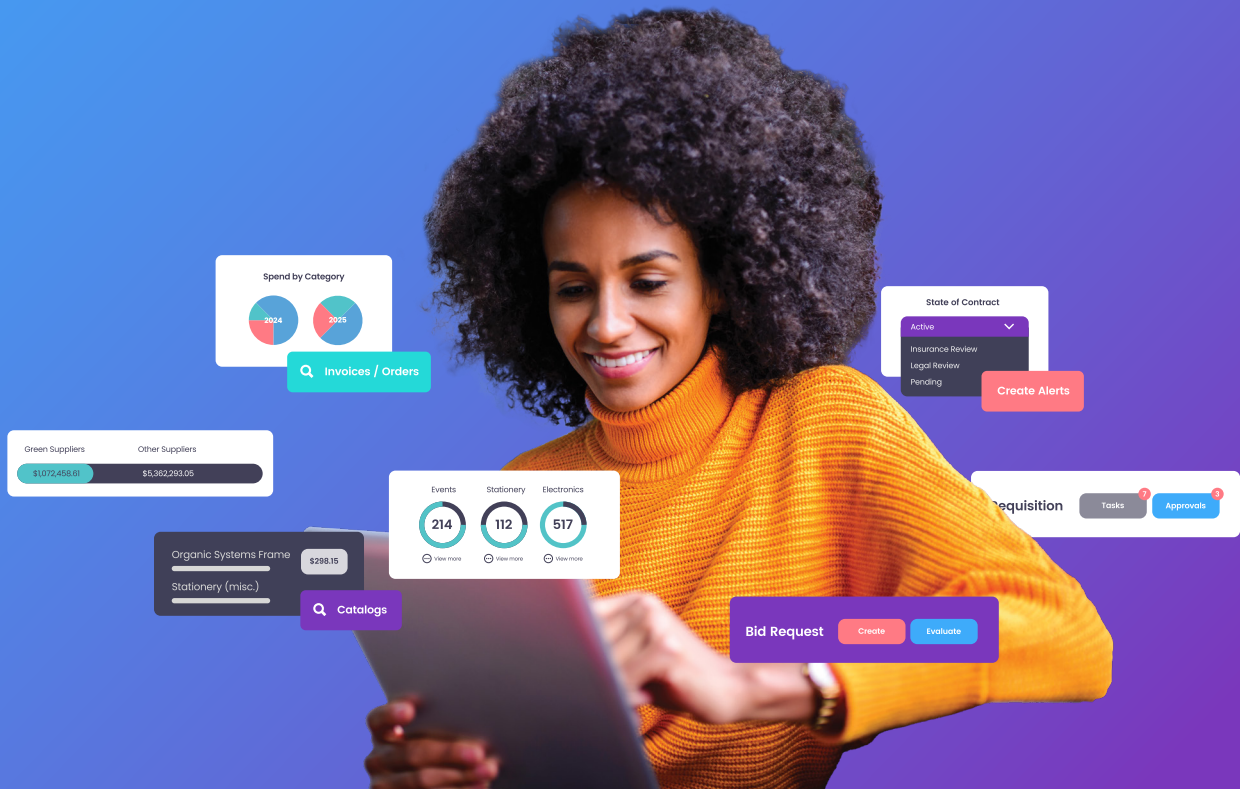 Spend by Category
2024
2025
Invoices / Orders
State of Contract
Active
Insurance Review
Legal Review
Pending
Create Alerts
Green Suppliers
Other Suppliers
$1,072,458.61
$5,362,293.05
Events
Stationery
Electronics
214
112
517
View more
View more
View more
equisition
Tasks
7
Approvals
3
Organic Systems Frame
$298.15
Stationery (misc.)
Catalogs
Bid Request
Create
Evaluate